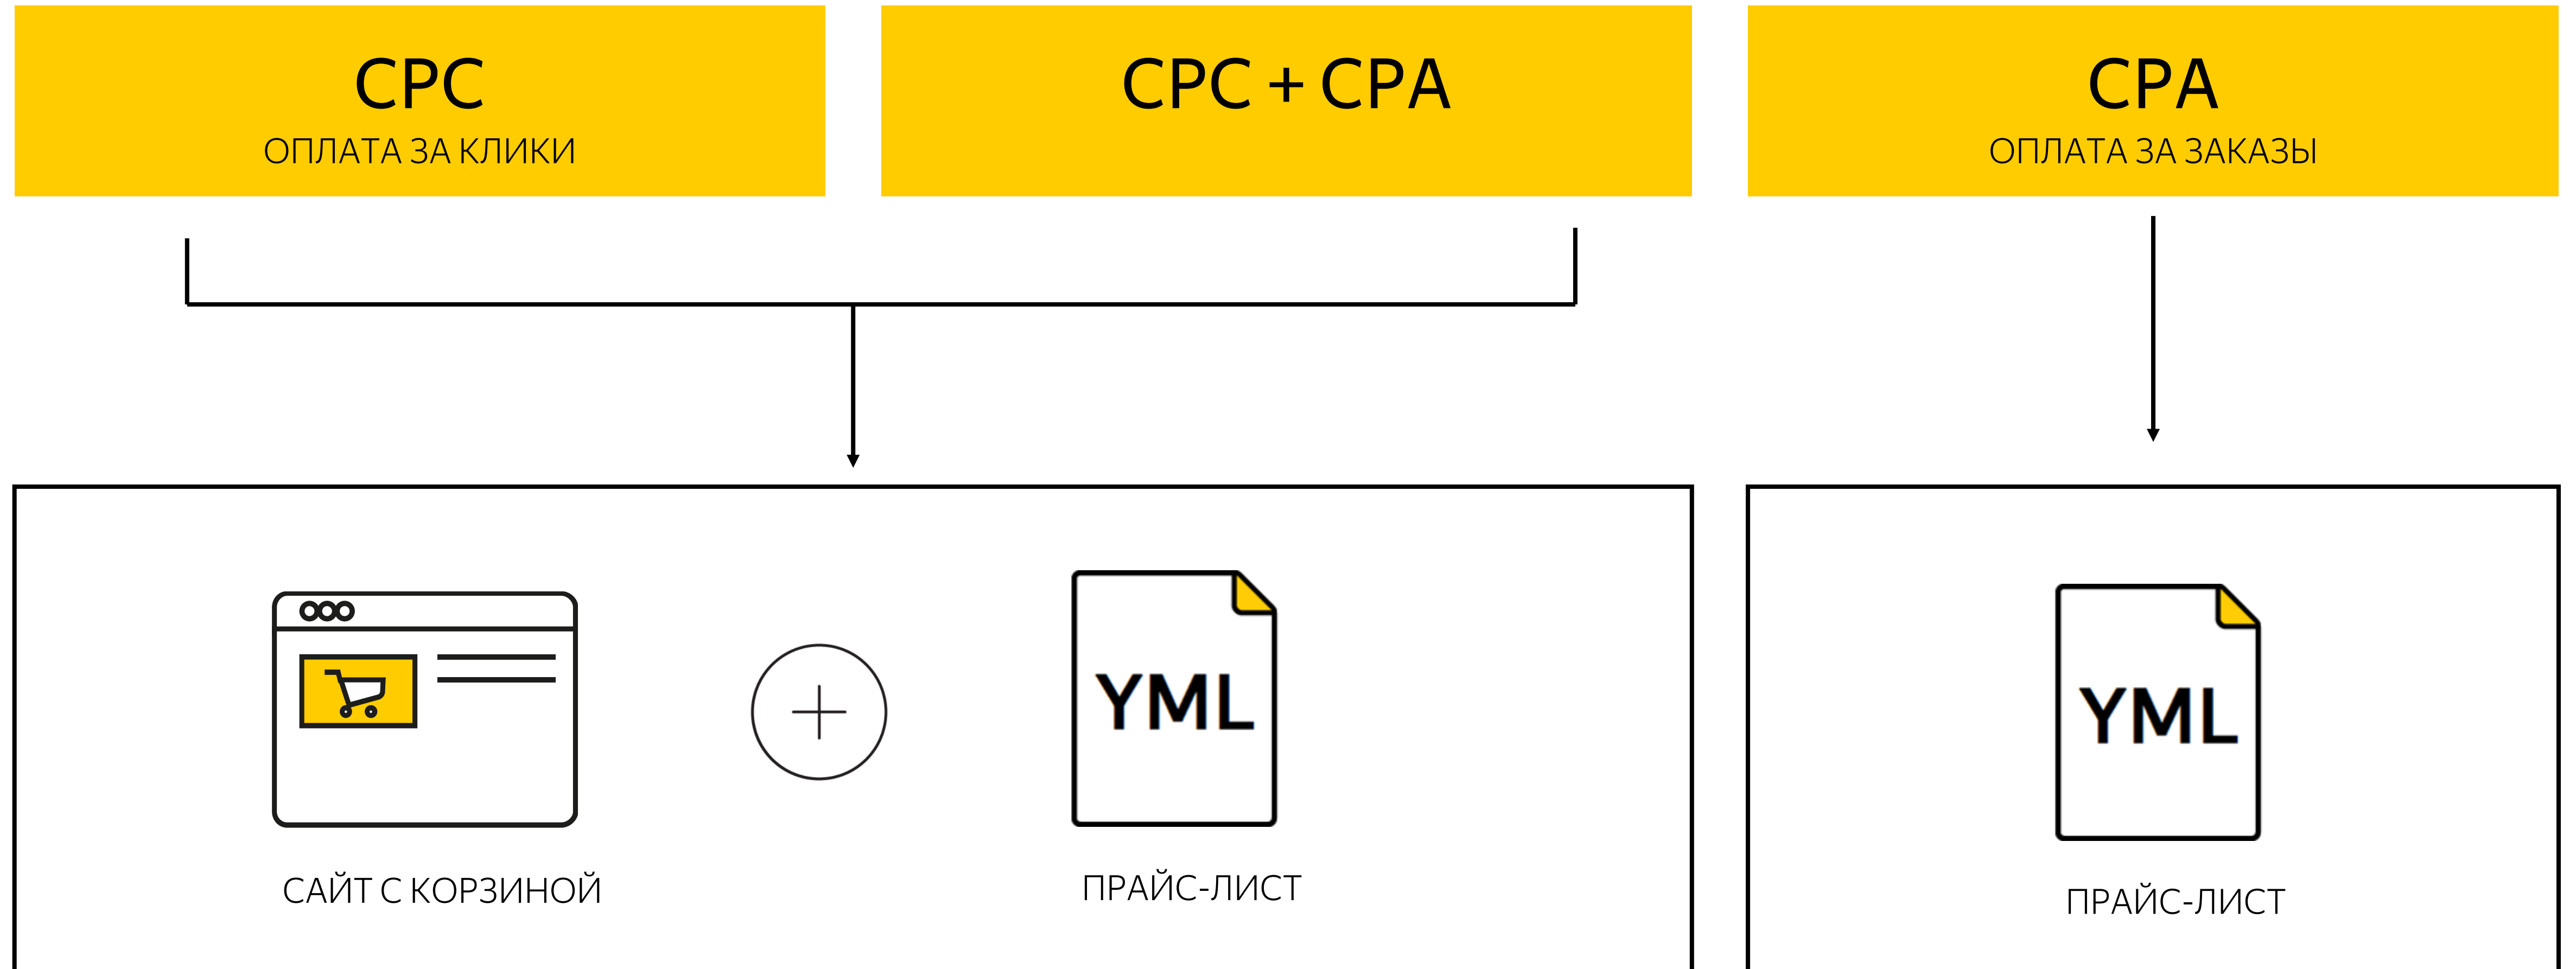 CPC
ОПЛАТА ЗА КЛИКИ
CPC + CPA
CPA
ОПЛАТА ЗА ЗАКАЗЫ
YML
САЙТ С КОРЗИНОЙ
ПРАЙС-ЛИСТ
YML
ПРАЙС-ЛИСТ